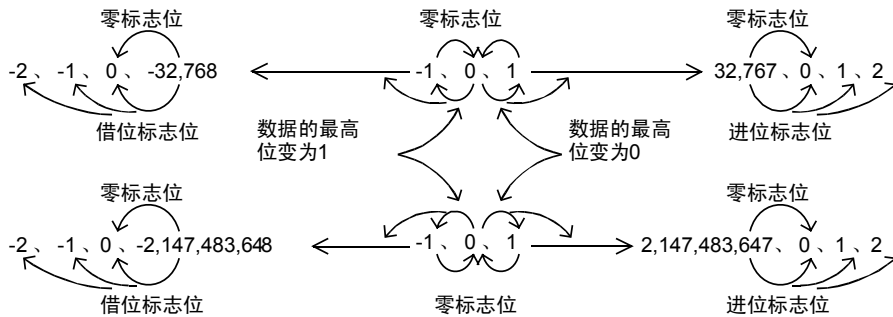 零标志位 零标志位 零标志位
-2、-1、0、-32,768 -1、0、1 32,767、0、1、2
借位标志位 进位标志位
数据的最高
位变为1
数据的最高
位变为0
零标志位 零标志位
-2、-1、0、-2,147,483,648 -1、0、1 2,147,483,647、0、1、2
借位标志位 零标志位 进位标志位